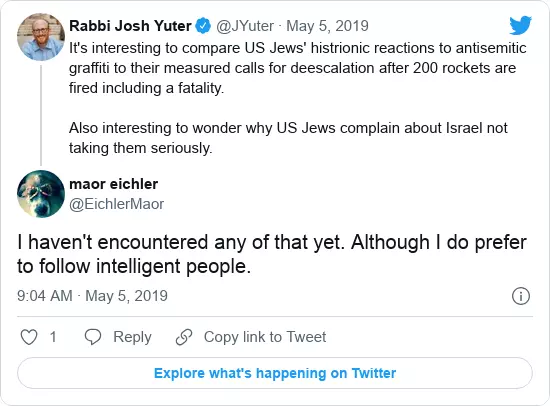 Rabbi Josh Yuter @JYuter · May 5, 2019
It's interesting to compare US Jews' histrionic reactions to antisemitic
graffiti to their measured calls for deescalation after 200 rockets are
fired including a fatality.
Also interesting to wonder why US Jews complain about Israel not
taking them seriously.
maor eichler
@EichlerMaor
I haven't encountered any of that yet. Although I do prefer
to follow intelligent people.
9:04 AM · May 5, 2019
1 Reply Copy link to Tweet
Explore what's happening on Twitter